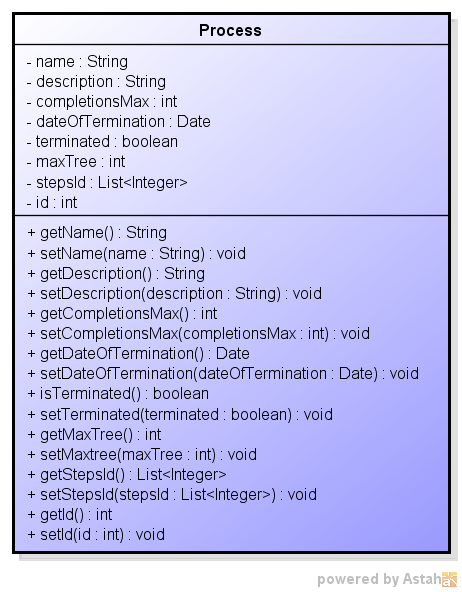 Process
- name : String
- description : String
- completionsMax : int
- dateOfTermination : Date
- terminated : boolean
- maxTree : int
- stepsId : List<Integer>
- id : int
+ getName() : String
+ setName(name : String) : void
+ getDescription() : String
+ setDescription(description : String) : void
+ getCompletionsMax() : int
+ setCompletionsMax(completionsMax : int) : void
+ getDateOfTermination() : Date
+ setDateOfTermination(dateOfTermination : Date) : void
+ isTerminated() : boolean
+ setTerminated(terminated : boolean) : void
+ getMaxTree() : int
+ setMaxtree(maxTree : int) : void
+ getStepsId() : List<Integer>
+ setStepsId(stepsId : List<Integer>) : void
+ getId() : int
+ setId(id : int) : void
powered by Astah